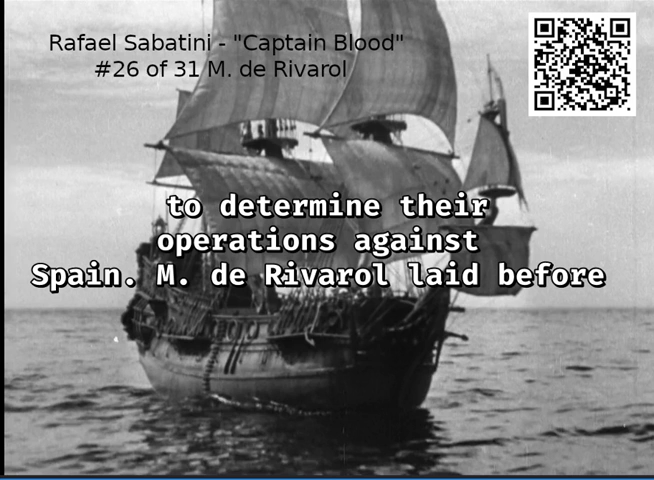 Rafael Sabatini - "Captain Blood"
#26 of 31 M. de Rivarol
to determine their
operations against
Spain. M. de Rivarol laid before